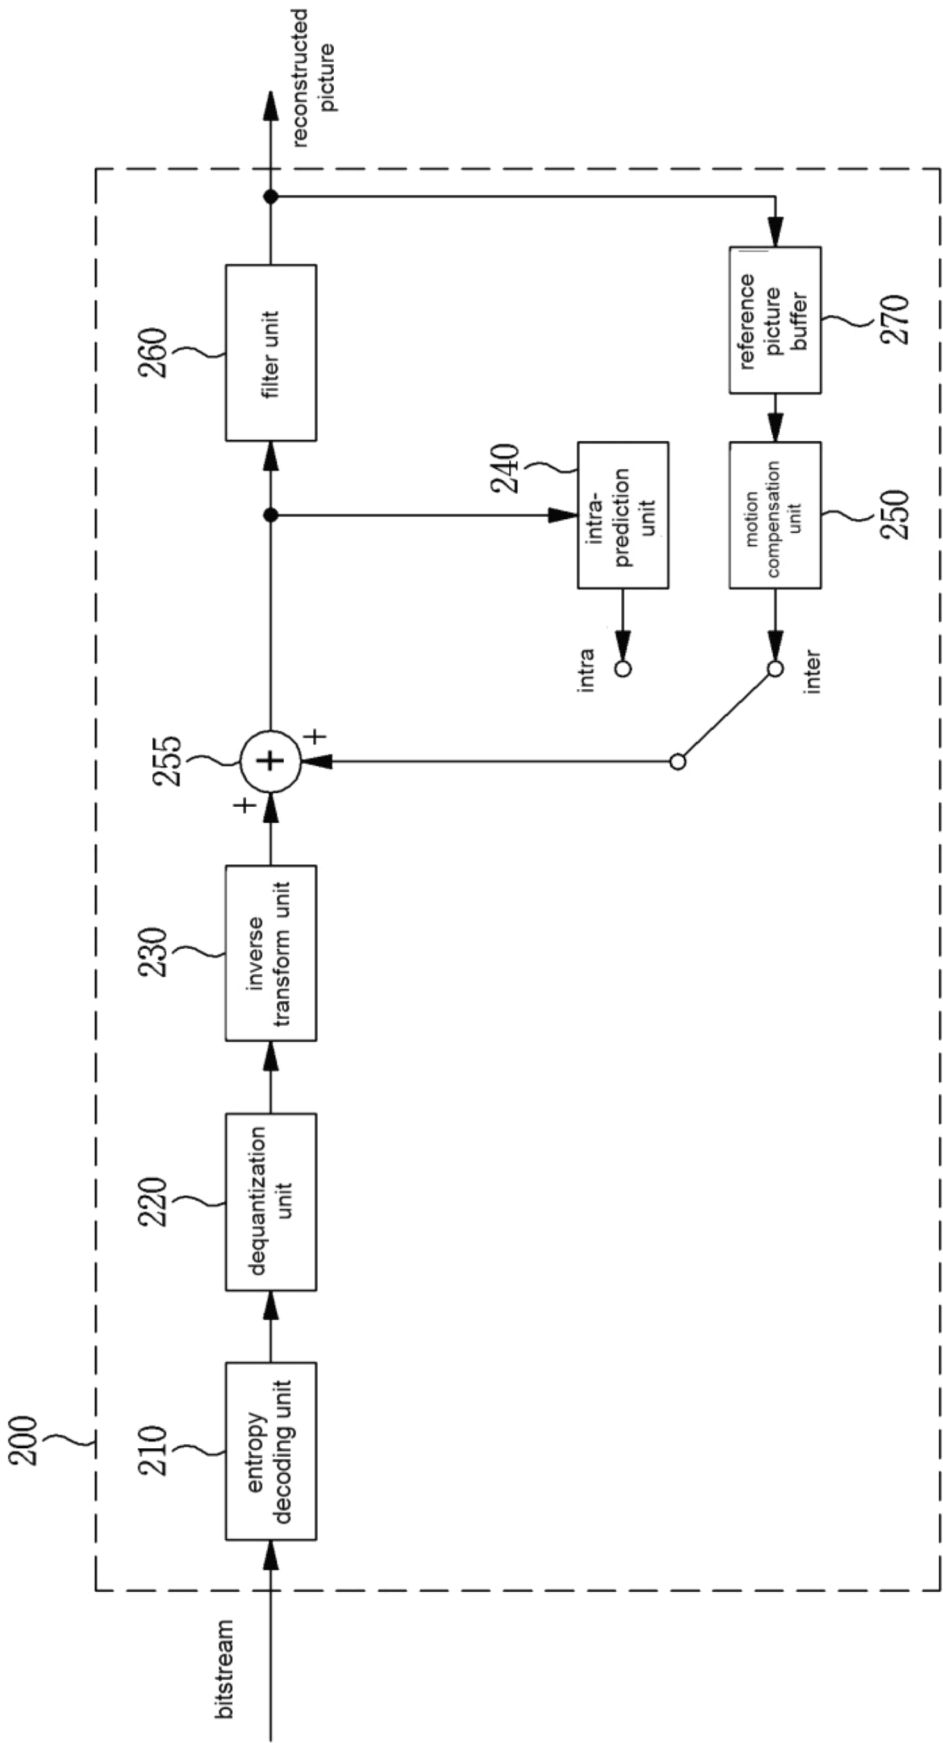 200
210
220
230
255
260
bitstream
entropy
decoding unit
dequantization
unit
inverse
transform unit
+
+
+
filter unit
reconstructed
picture
240
intra-
prediction
unit
intra
reference
picture
buffer
270
motion
compensation
unit
250
inter